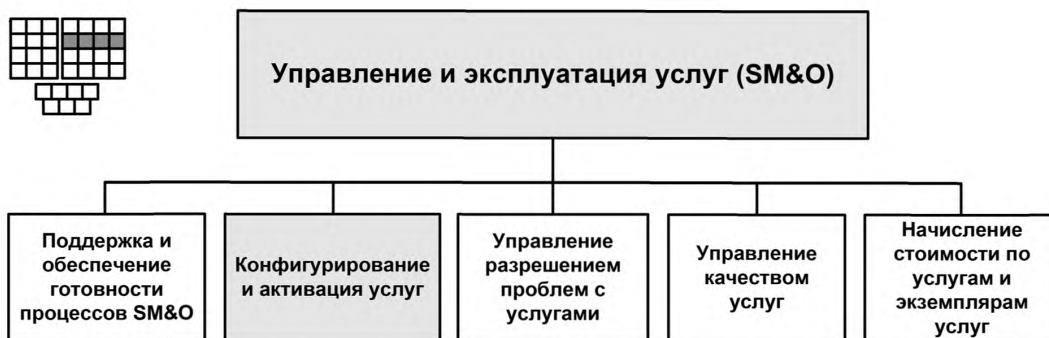 Управление и эксплуатация услуг (SM&O)
Поддержка и
обеспечение
готовности
процессов SM&O
Конфигурирование
и активация услуг
Управление
разрешением
проблем с
услугами
Управление
качеством
услуг
Начисление
стоимости по
услугам и
экземплярам
услуг